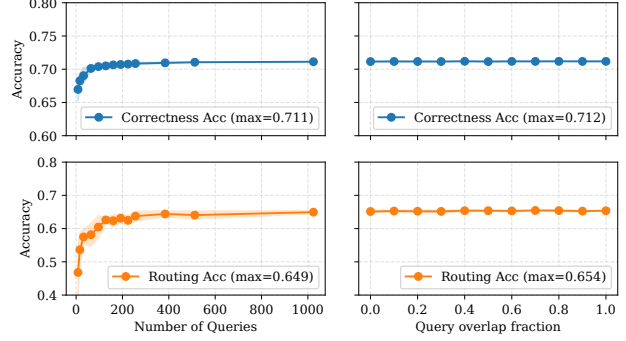 0.80
0.75
0.70
0.65
0.60
Accuracy
Correctness Acc (max=0.711)
Correctness Acc (max=0.712)
0.8
0.7
0.6
0.5
0.4
Accuracy
Routing Acc (max=0.649)
0 200 400 600 800 1000
Number of Queries
Routing Acc (max=0.654)
0.0 0.2 0.4 0.6 0.8 1.0
Query overlap fraction